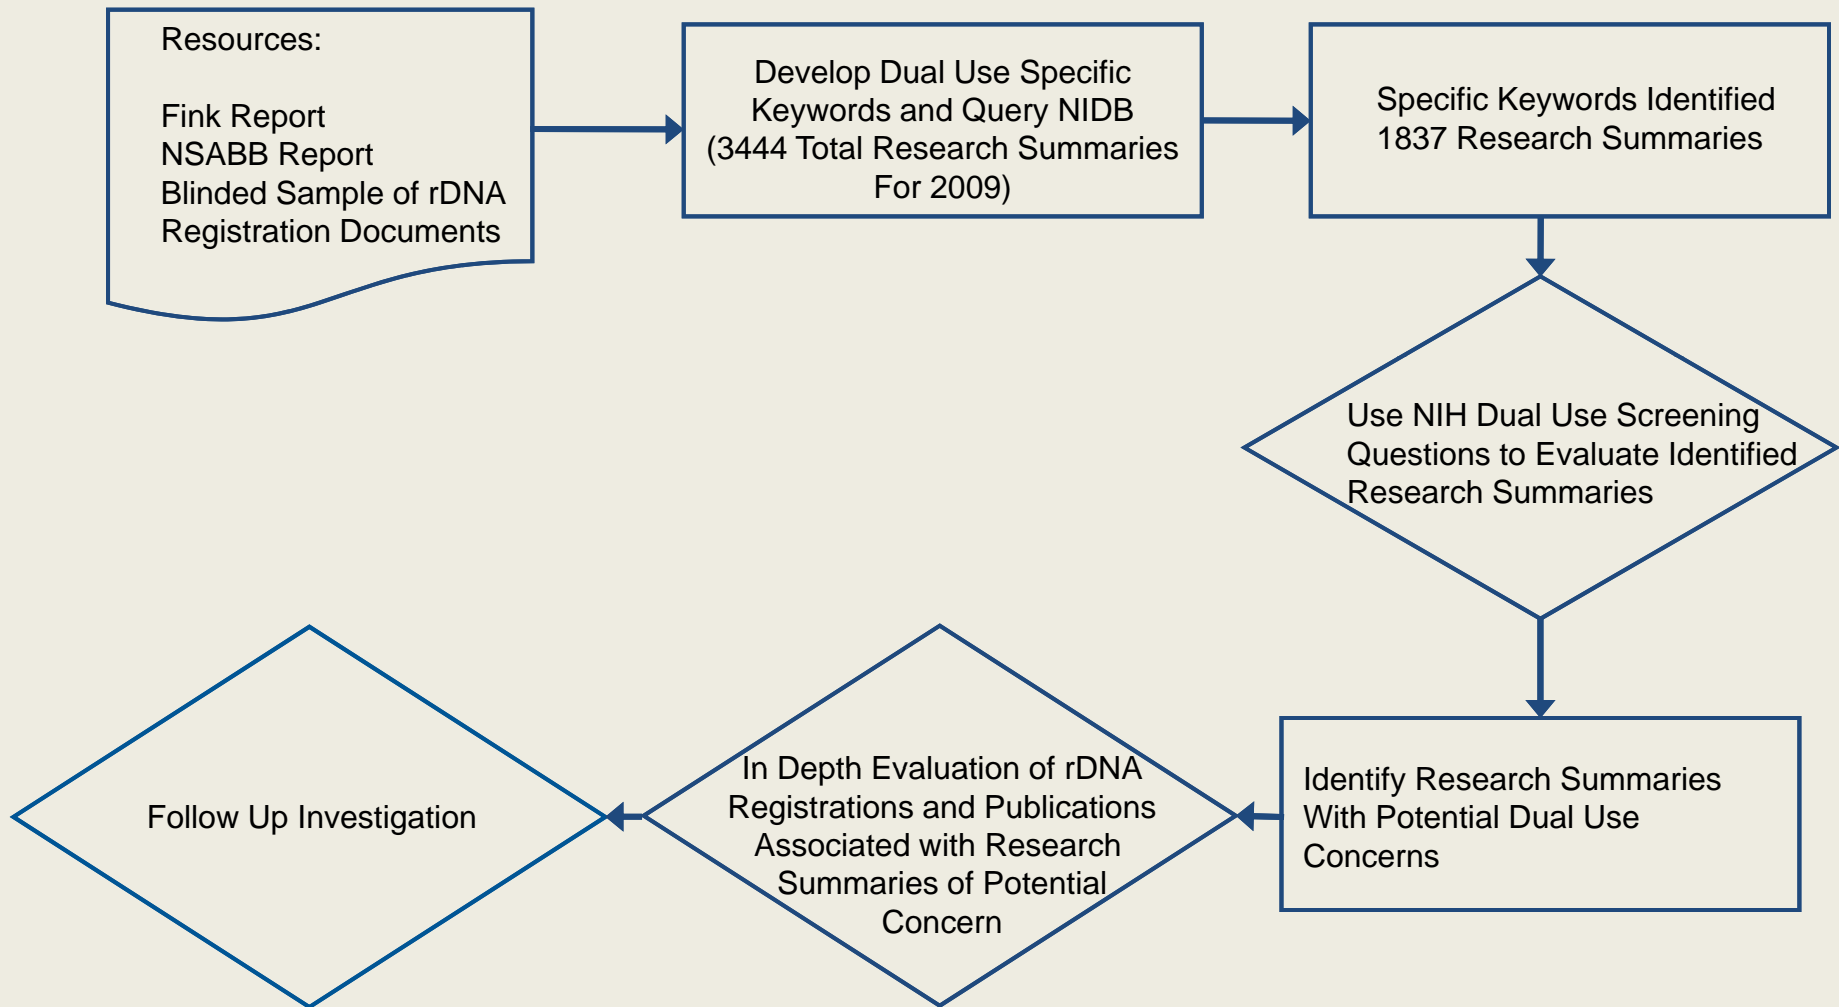 Resources:
Fink Report
NSABB Report
Blinded Sample of rDNA
Registration Documents
Develop Dual Use Specific
Keywords and Query NIDB
(3444 Total Research Summaries
For 2009)
Specific Keywords Identified
1837 Research Summaries
Use NIH Dual Use Screening
Questions to Evaluate Identified
Research Summaries
Identify Research Summaries
With Potential Dual Use
Concerns
In Depth Evaluation of rDNA
Registrations and Publications
Associated with Research
Summaries of Potential
Concern
Follow Up Investigation